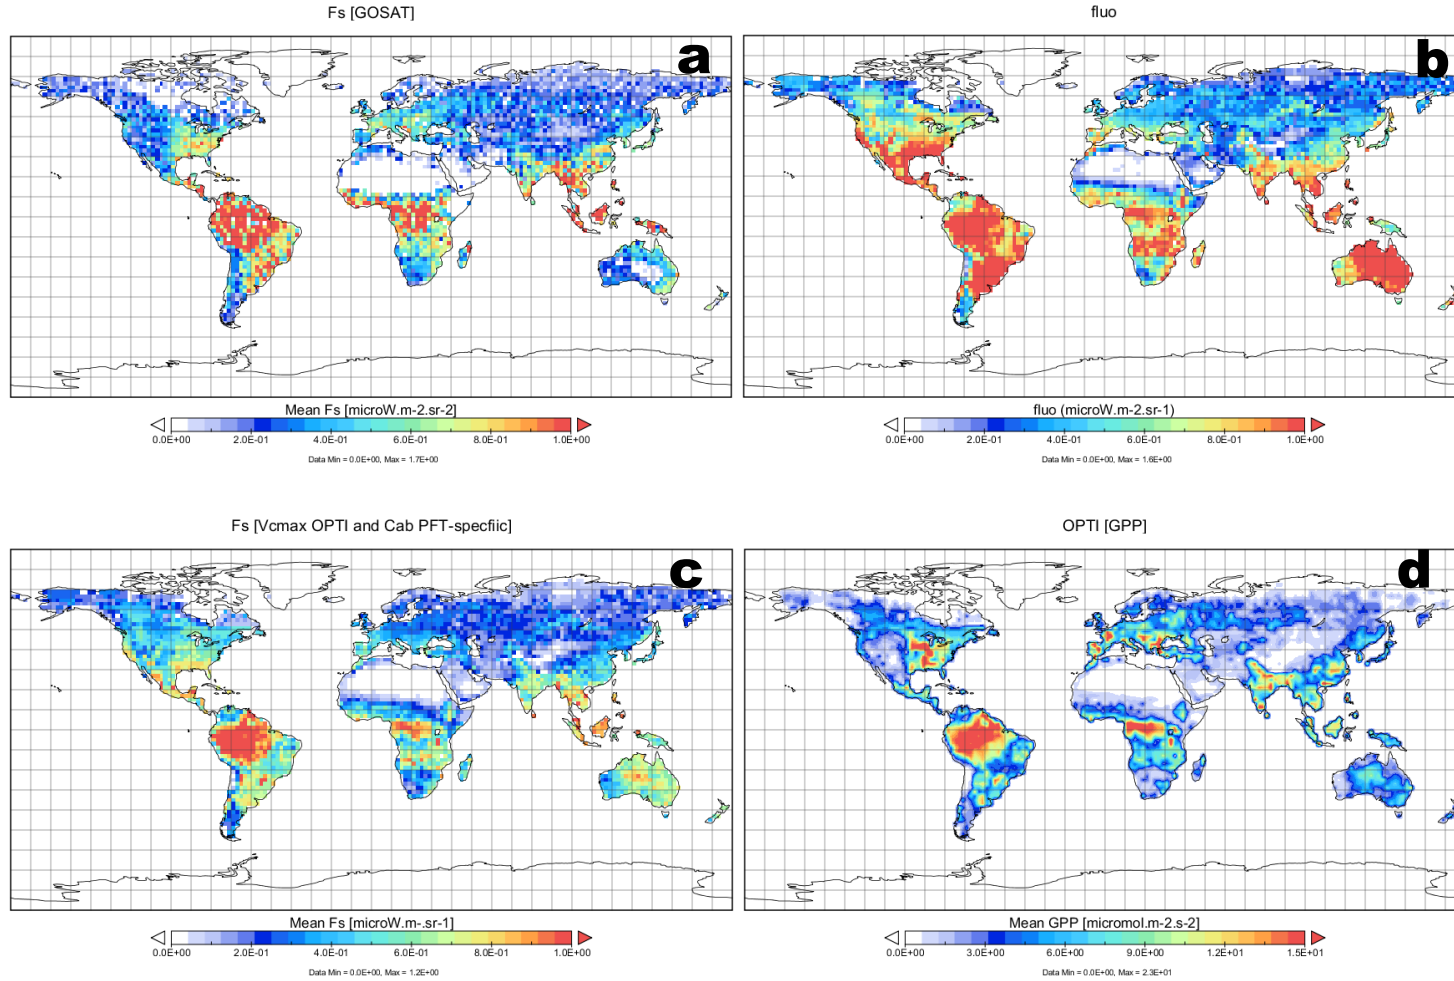 Fs [GOSAT]
a
Mean Fs [microW.m-2.sr-2]
0.0E+00 2.0E-01 4.0E-01 6.0E-01 8.0E-01 1.0E+00
Data Min = 0.0E+00, Max = 1.7E+00
fluo
b
fluo (microW.m-2.sr-1)
0.0E+00 2.0E-01 4.0E-01 6.0E-01 8.0E-01 1.0E+00
Data Min = 0.0E+00, Max = 1.6E+00
Fs [Vcmax OPTI and Cab PFT-specfiic]
c
Mean Fs [microW.m-.sr-1]
0.0E+00 2.0E-01 4.0E-01 6.0E-01 8.0E-01 1.0E+00
Data Min = 0.0E+00, Max = 1.2E+00
OPTI [GPP]
d
Mean GPP [micromol.m-2.s-2]
0.0E+00 3.0E+00 6.0E+00 9.0E+00 1.2E+01 1.5E+01
Data Min = 0.0E+00, Max = 2.3E+01